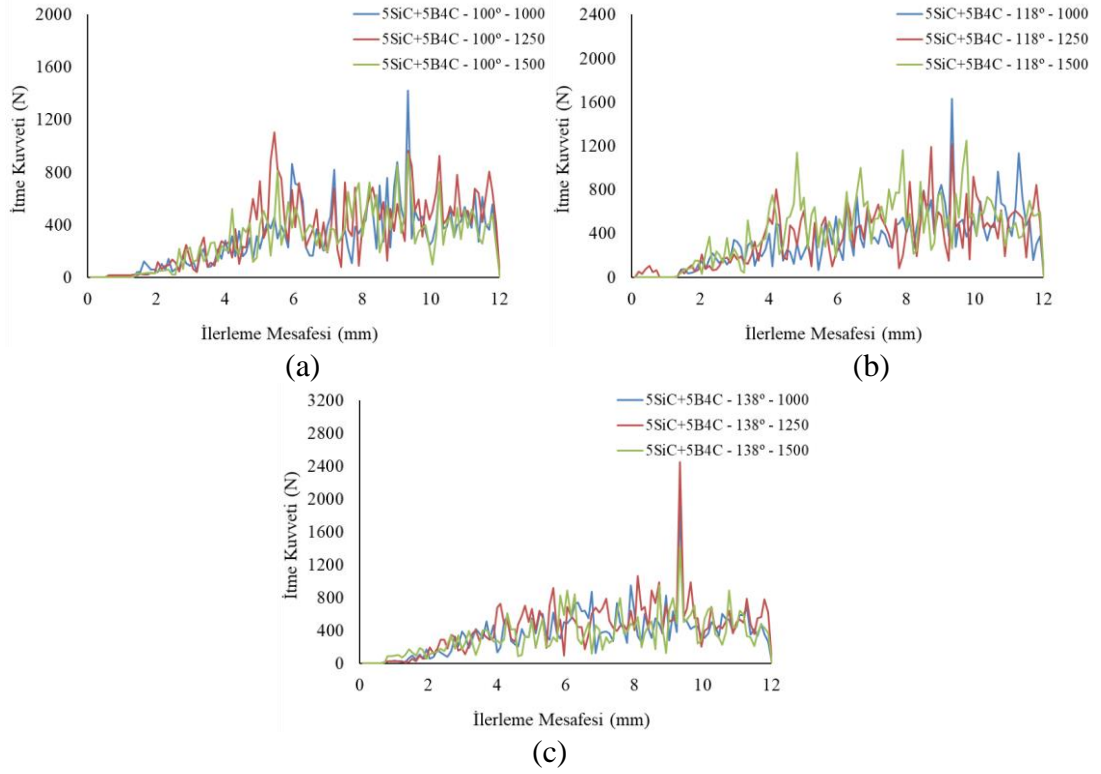 2000
1600
1200
800
400
0
0 2 4 6 8 10 12
İtme Kuvveti (N)
İlerleme Mesafesi (mm)
5SiC+5B4C - 100º - 1000
5SiC+5B4C - 100º - 1250
5SiC+5B4C - 100º - 1500
(a)
2400
2000
1600
1200
800
400
0
0 2 4 6 8 10 12
İtme Kuvveti (N)
İlerleme Mesafesi (mm)
5SiC+5B4C - 118º - 1000
5SiC+5B4C - 118º - 1250
5SiC+5B4C - 118º - 1500
(b)
3200
2800
2400
2000
1600
1200
800
400
0
0 2 4 6 8 10 12
İtme Kuvveti (N)
İlerleme Mesafesi (mm)
5SiC+5B4C - 138º - 1000
5SiC+5B4C - 138º - 1250
5SiC+5B4C - 138º - 1500
(c)